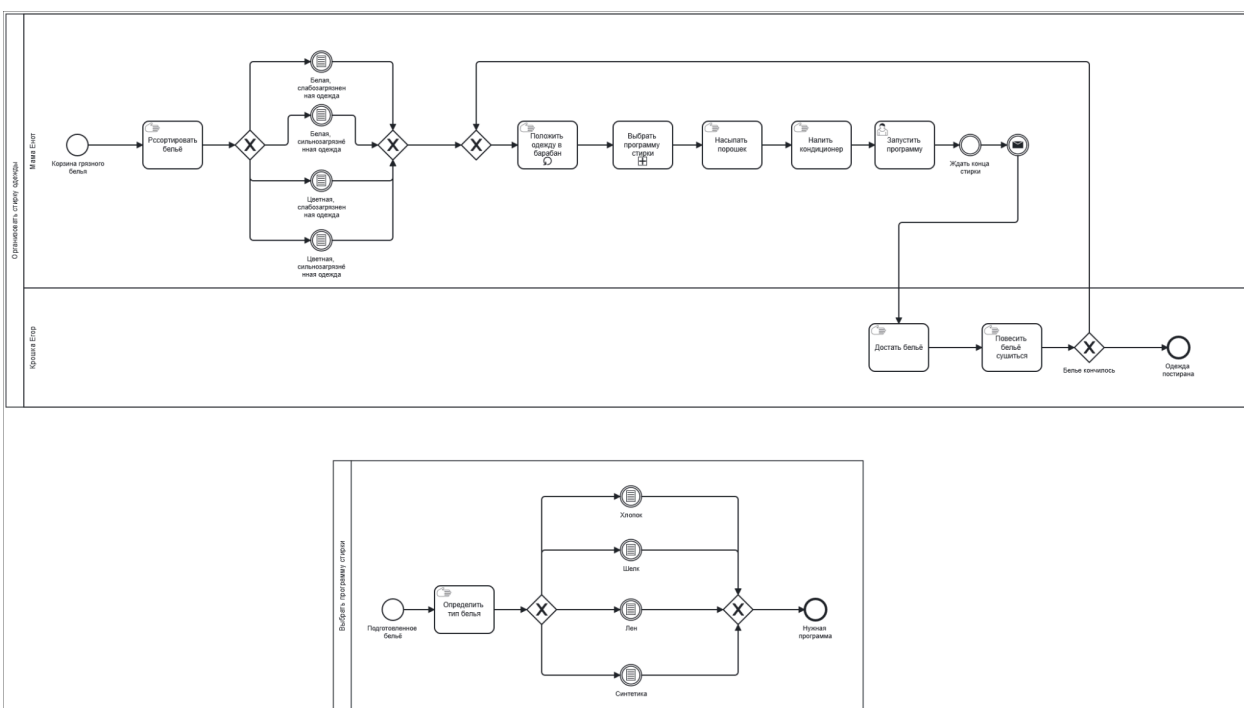 Организовать стирку одежды
Мама Енот
Корзина грязного
белья
Рссортировать
бельё
Белая,
слабозагрязнен
ная одежда
Белая,
сильнозагрязнё
нная одежда
Цветная,
слабозагрязнен
ная одежда
Цветная,
сильнозагрязнё
нная одежда
Положить
одежду в
барабан
Выбрать
программу
стирки
Насыпать
порошек
Напить
кондиционер
Запустить
программу
Ждать конца
стирки
Крошка Егор
Достать бельё
Повесить
бельё
сушиться
Белье кончилось
Одежда
постирана
Выбрать программу стирки
Подготовленное
бельё
Определить
тип белья
Хлопок
Шелк
Лен
Синтетика
Нужная
программа